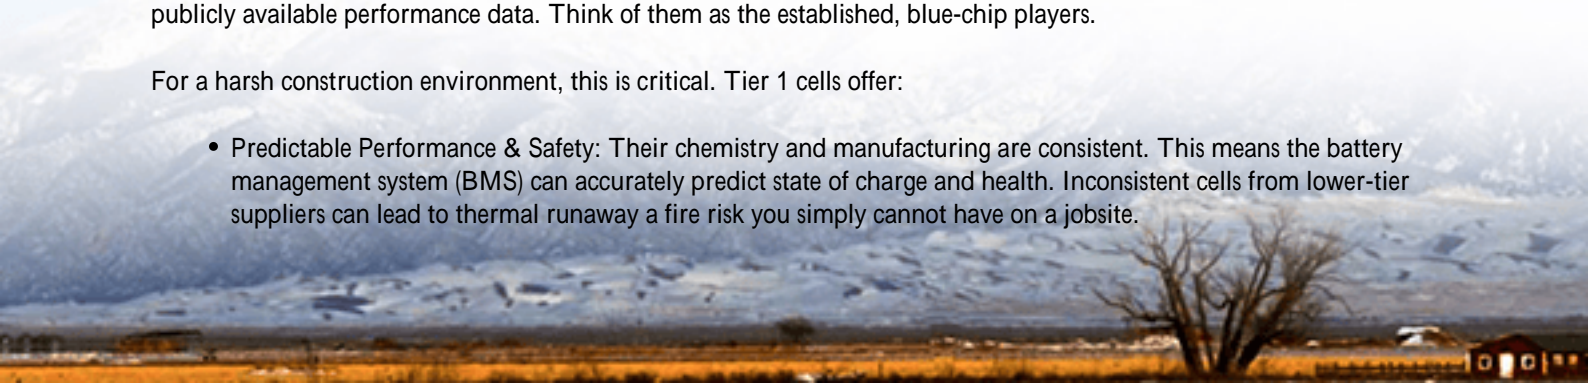 publicly available performance data. Think of them as the established, blue-chip players.
For a harsh construction environment, this is critical. Tier 1 cells offer:
• Predictable Performance & Safety: Their chemistry and manufacturing are consistent. This means the battery
management system (BMS) can accurately predict state of charge and health. Inconsistent cells from lower-tier
suppliers can lead to thermal runaway a fire risk you simply cannot have on a jobsite.